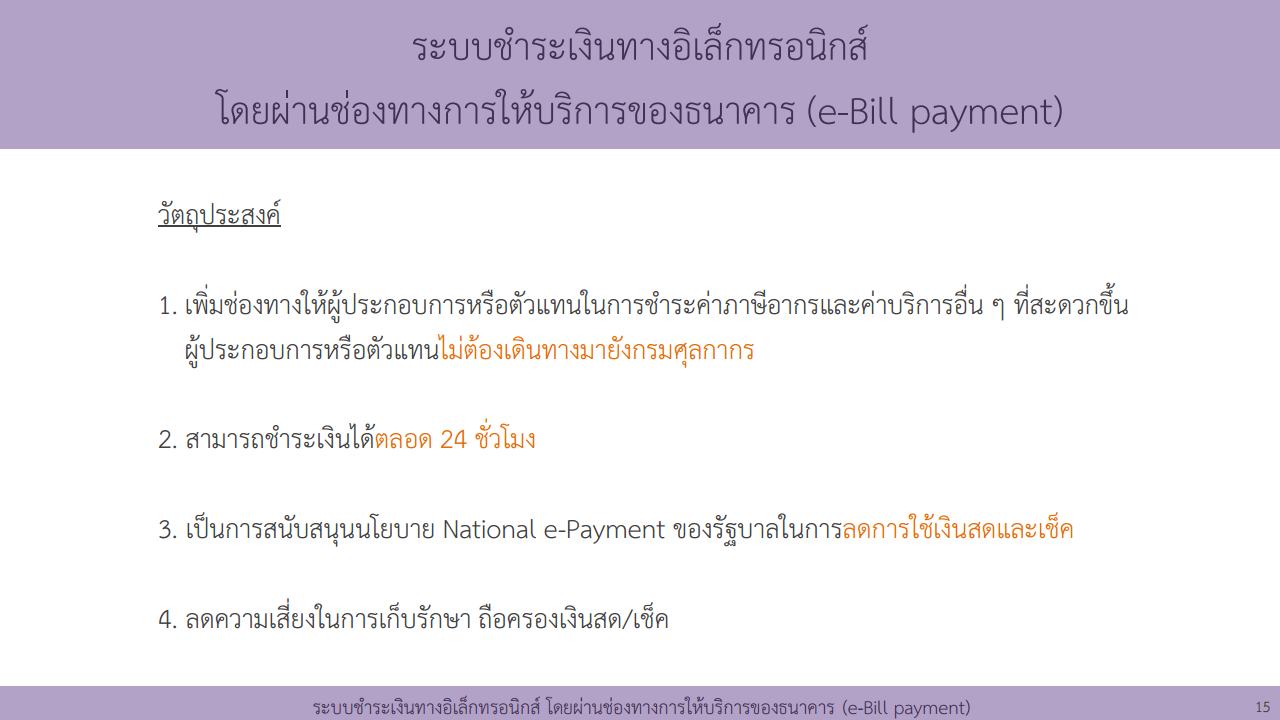 ระบบชำระเงินทางอิเล็กทรอนิกส์
โดยผ่านช่องทางการให้บริการของธนาคาร (e-Bill payment)
วัตถุประสงค์
1. เพิ่มช่องทางให้ผู้ประกอบการหรือตัวแทนในการชำระค่าภาษีอากรและค่าบริการอื่น ๆ ที่สะดวกขึ้น
ผู้ประกอบการหรือตัวแทนไม่ต้องเดินทางมายังกรมศุลกากร
2. สามารถชำระเงินได้ตลอด 24 ชั่วโมง
3. เป็นการสนับสนุนนโยบาย National e-Payment ของรัฐบาลในการลดการใช้เงินสดและเช็ค
4. ลดความเสี่ยงในการเก็บรักษา ถือครองเงินสด/เช็ค
ระบบชำระเงินทางอิเล็กทรอนิกส์ โดยผ่านช่องทางการให้บริการของธนาคาร (e-Bill payment)
15